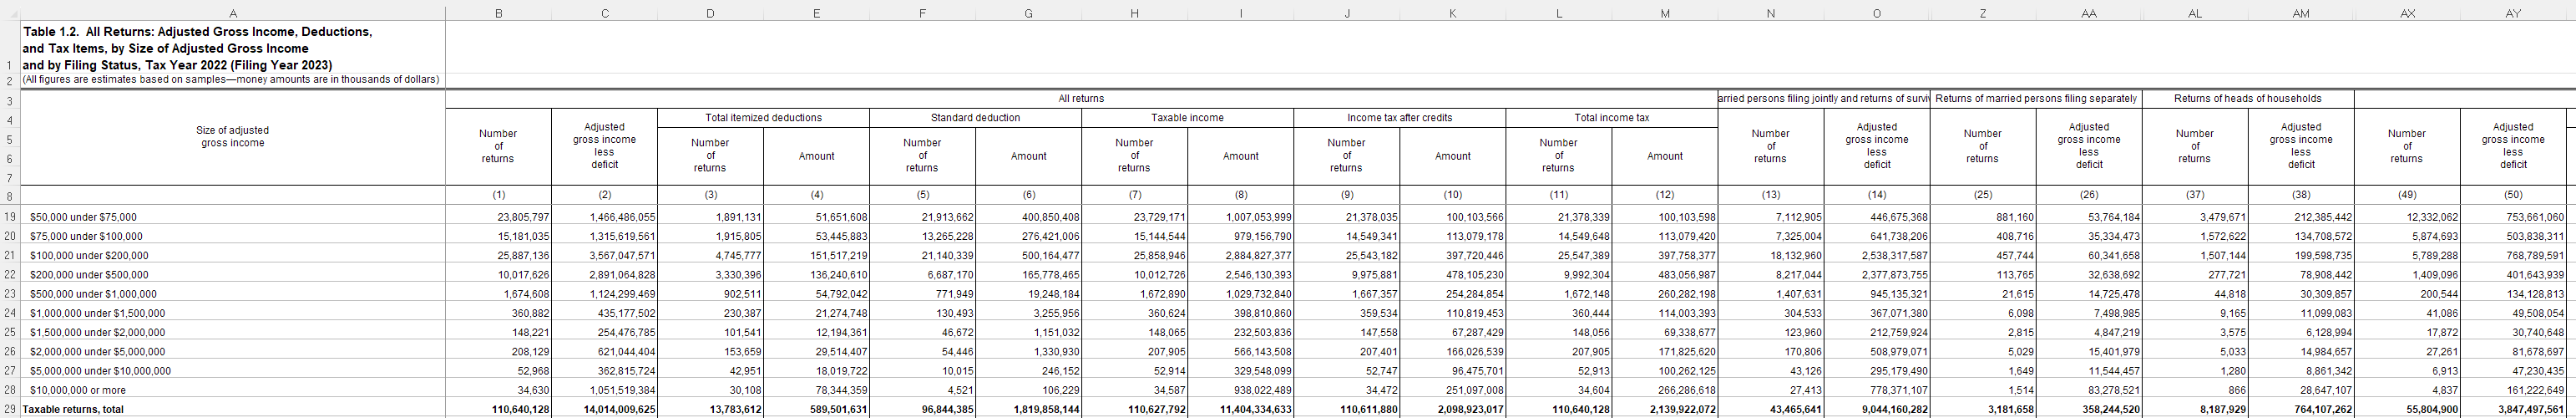 A B C D E F G H I J K L M N O Z AA AL AM AX AY
Table 1.2. All Returns: Adjusted Gross Income, Deductions,
and Tax Items, by Size of Adjusted Gross Income
1 and by Filing Status, Tax Year 2022 (Filing Year 2023)
2 (All figures are estimates based on samples—money amounts are in thousands of dollars)
3 All returns arried persons filing jointly and returns of survi Returns of married persons filing separately Returns of heads of households
4 Total itemized deductions Standard deduction Taxable income Income tax after credits Total income tax
5
6
7
Size of adjusted
gross income
Number
of
returns
Adjusted
gross income
less
deficit
Number
of
returns
Amount
Number
of
returns
Amount
Number
of
returns
Amount
Number
of
returns
Amount
Number
of
returns
Amount
Number
of
returns
Adjusted
gross income
less
deficit
Number
of
returns
Adjusted
gross income
less
deficit
Number
of
returns
Adjusted
gross income
less
deficit
Number
of
returns
Adjusted
gross income
less
deficit
8 (1) (2) (3) (4) (5) (6) (7) (8) (9) (10) (11) (12) (13) (14) (25) (26) (37) (38) (49) (50)
19 $50,000 under $75,000 23,805,797 1,466,486,055 1,891,131 51,651,608 21,913,662 400,850,408 23,729,171 1,007,053,999 21,378,035 100,103,566 21,378,339 100,103,598 7,112,905 446,675,368 881,160 53,764,184 3,479,671 212,385,442 12,332,062 753,661,060
20 $75,000 under $100,000 15,181,035 1,315,619,561 1,915,805 53,445,883 13,265,228 276,421,006 15,144,544 979,156,790 14,549,341 113,079,178 14,549,648 113,079,420 7,325,004 641,738,206 408,716 35,334,473 1,572,622 134,708,572 5,874,693 503,838,311
21 $100,000 under $200,000 25,887,136 3,567,047,571 4,745,777 151,517,219 21,140,339 500,164,477 25,858,946 2,884,827,377 25,543,182 397,720,446 25,547,389 397,758,377 18,132,960 2,538,317,587 457,744 60,341,658 1,507,144 199,598,735 5,789,288 768,789,591
22 $200,000 under $500,000 10,017,626 2,891,064,828 3,330,396 136,240,610 6,687,170 165,778,465 10,012,726 2,546,130,393 9,975,881 478,105,230 9,992,304 483,056,987 8,217,044 2,377,873,755 113,765 32,638,692 277,721 78,908,442 1,409,096 401,643,939
23 $500,000 under $1,000,000 1,674,608 1,124,299,469 902,511 54,792,042 771,949 19,248,184 1,672,890 1,029,732,840 1,667,357 254,284,854 1,672,148 260,282,198 1,407,631 945,135,321 21,615 14,725,478 44,818 30,309,857 200,544 134,128,813
24 $1,000,000 under $1,500,000 360,882 435,177,502 230,387 21,274,748 130,493 3,255,956 360,624 398,810,860 359,534 110,819,453 360,444 114,003,393 304,533 367,071,380 6,098 7,498,985 9,165 11,099,083 41,086 49,508,054
25 $1,500,000 under $2,000,000 148,221 254,476,785 101,541 12,194,361 46,672 1,151,032 148,065 232,503,836 147,558 67,287,429 148,056 69,338,677 123,960 212,759,924 2,815 4,847,219 3,575 6,128,994 17,872 30,740,648
26 $2,000,000 under $5,000,000 208,129 621,044,404 153,659 29,514,407 54,446 1,330,930 207,905 566,143,508 207,401 166,026,539 207,905 171,825,620 170,806 508,979,071 5,029 15,401,979 5,033 14,984,657 27,261 81,678,697
27 $5,000,000 under $10,000,000 52,968 362,815,724 42,951 18,019,722 10,015 246,152 52,914 329,548,099 52,747 96,475,701 52,913 100,262,125 43,126 295,179,490 1,649 11,544,457 1,280 8,861,342 6,913 47,230,435
28 $10,000,000 or more 34,630 1,051,519,384 30,108 78,344,359 4,521 106,229 34,587 938,022,489 34,472 251,097,008 34,604 266,286,618 27,413 778,371,107 1,514 83,278,521 866 28,647,107 4,837 161,222,649
29 Taxable returns, total 110,640,128 14,014,009,625 13,783,612 589,501,631 96,844,385 1,819,858,144 110,627,792 11,404,334,633 110,611,880 2,098,923,017 110,640,128 2,139,922,072 43,465,641 9,044,160,282 3,181,658 358,244,520 8,187,929 764,107,262 55,804,900 3,847,497,561